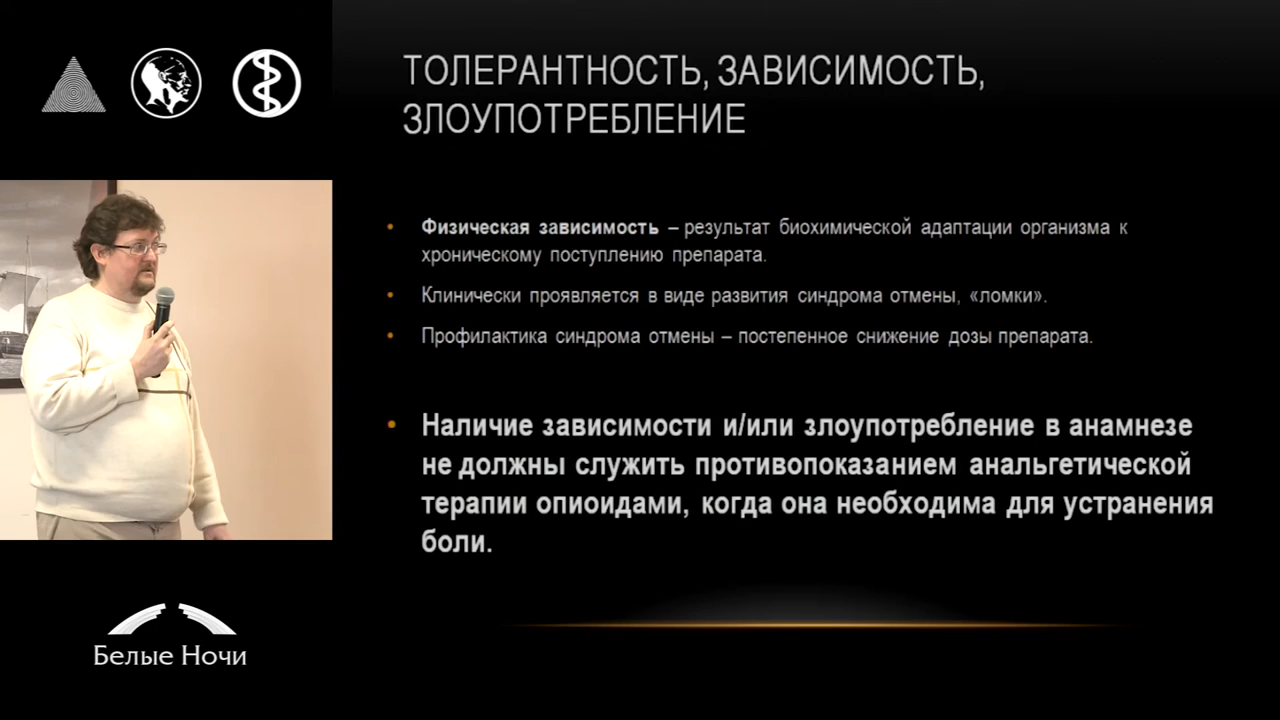 ТОЛЕРАНТНОСТЬ, ЗАВИСИМОСТЬ,
ЗЛОУПОТРЕБЛЕНИЕ
• Физическая зависимость – результат биохимической адаптации организма к
хроническому поступлению препарата.
• Клинически проявляется в виде развития синдрома отмены, «ломки».
• Профилактика синдрома отмены – постепенное снижение дозы препарата.
• Наличие зависимости и/или злоупотребление в анамнезе
не должны служить противопоказанием анальгетической
терапии опиоидами, когда она необходима для устранения
боли.
Белые Ночи